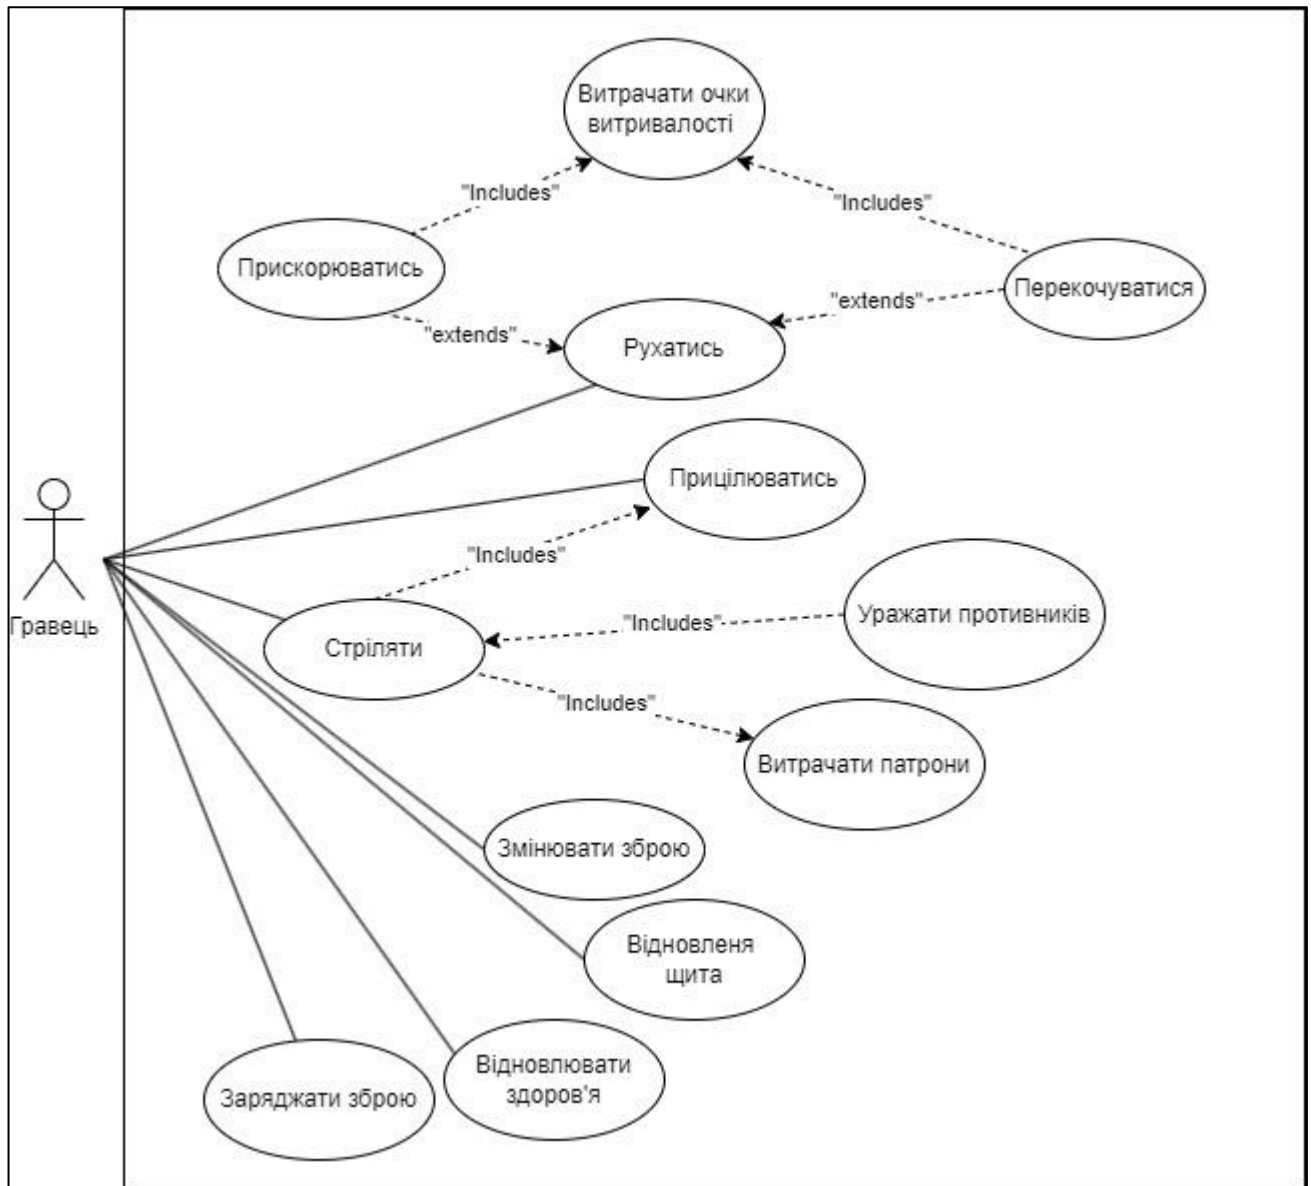 Витрачати очки
витривалості
"Includes"
"Includes"
Прискорюватись
Перекочуватися
"extends"
"extends"
Рухатись
Прицілюватись
"Includes"
Гравець
Стріляти
"Includes"
Уражати противників
"Includes"
Витрачати патрони
Змінювати зброю
Відновленя
щита
Заряджати зброю
Відновлювати
здоров'я